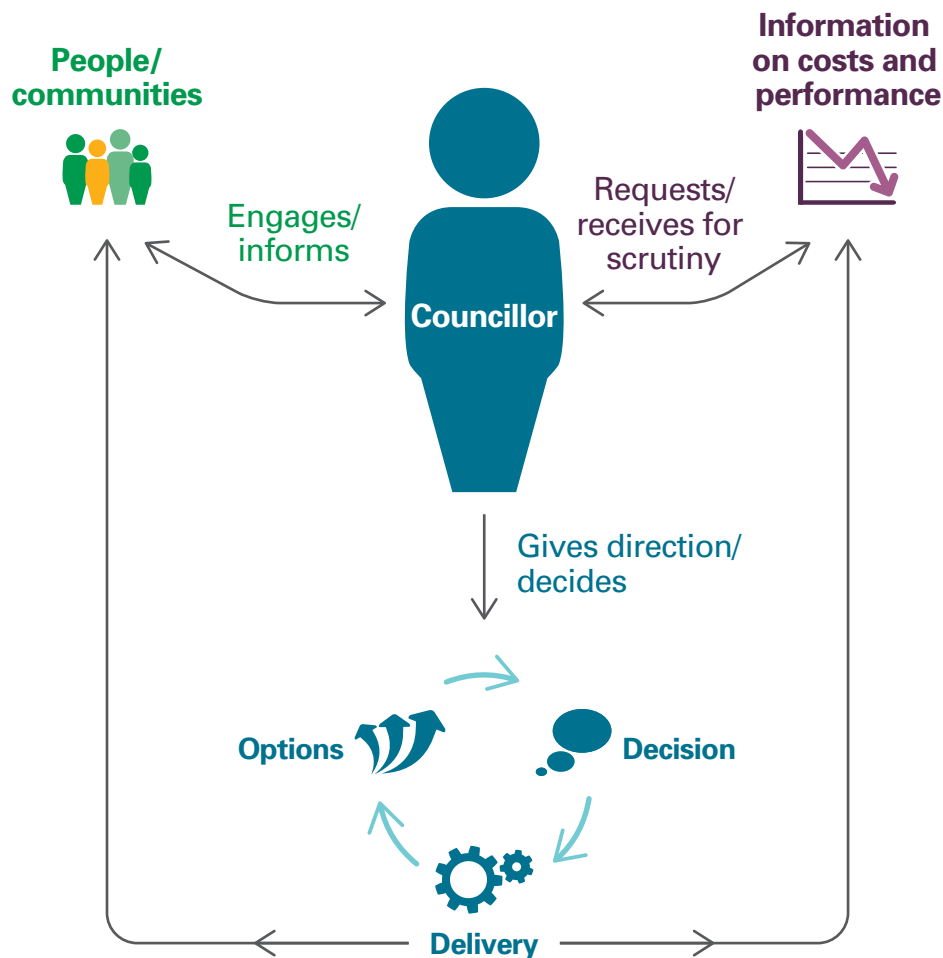 People/
communities
Information
on costs and
performance
Engages/
informs
Requests/
receives for
scrutiny
Councillor
Gives direction/
decides
Options
Decision
Delivery